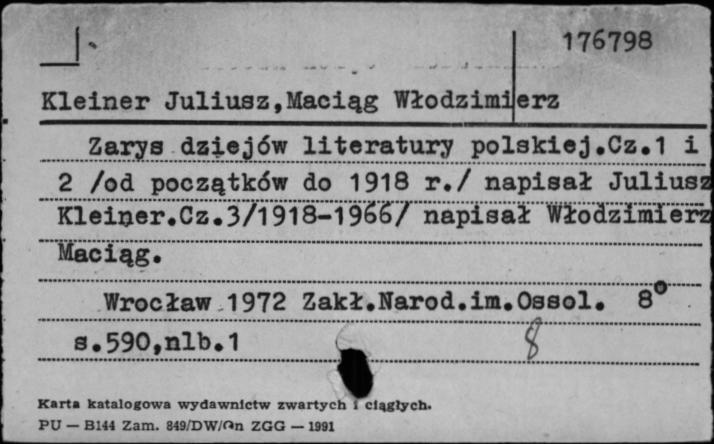 176798
Kleiner Juliusz,Maciąg Włodzimierz
Zarys dziejów literatury polskiej.Cz.1 i
2 /od początków do 1918 r./ napisał Juliusz
Kleiner.Cz.3/1918-1966/ napisał Włodzimierz
Maciąg.
Wrocław 1972 Zakł.Narod.im.Ossol. 8°
s.590,nlb.1 8
Karta katalogowa wydawnictw zwartych i ciągłych.
PU — B144 Zam. 849/DW/On ZGG — 1991